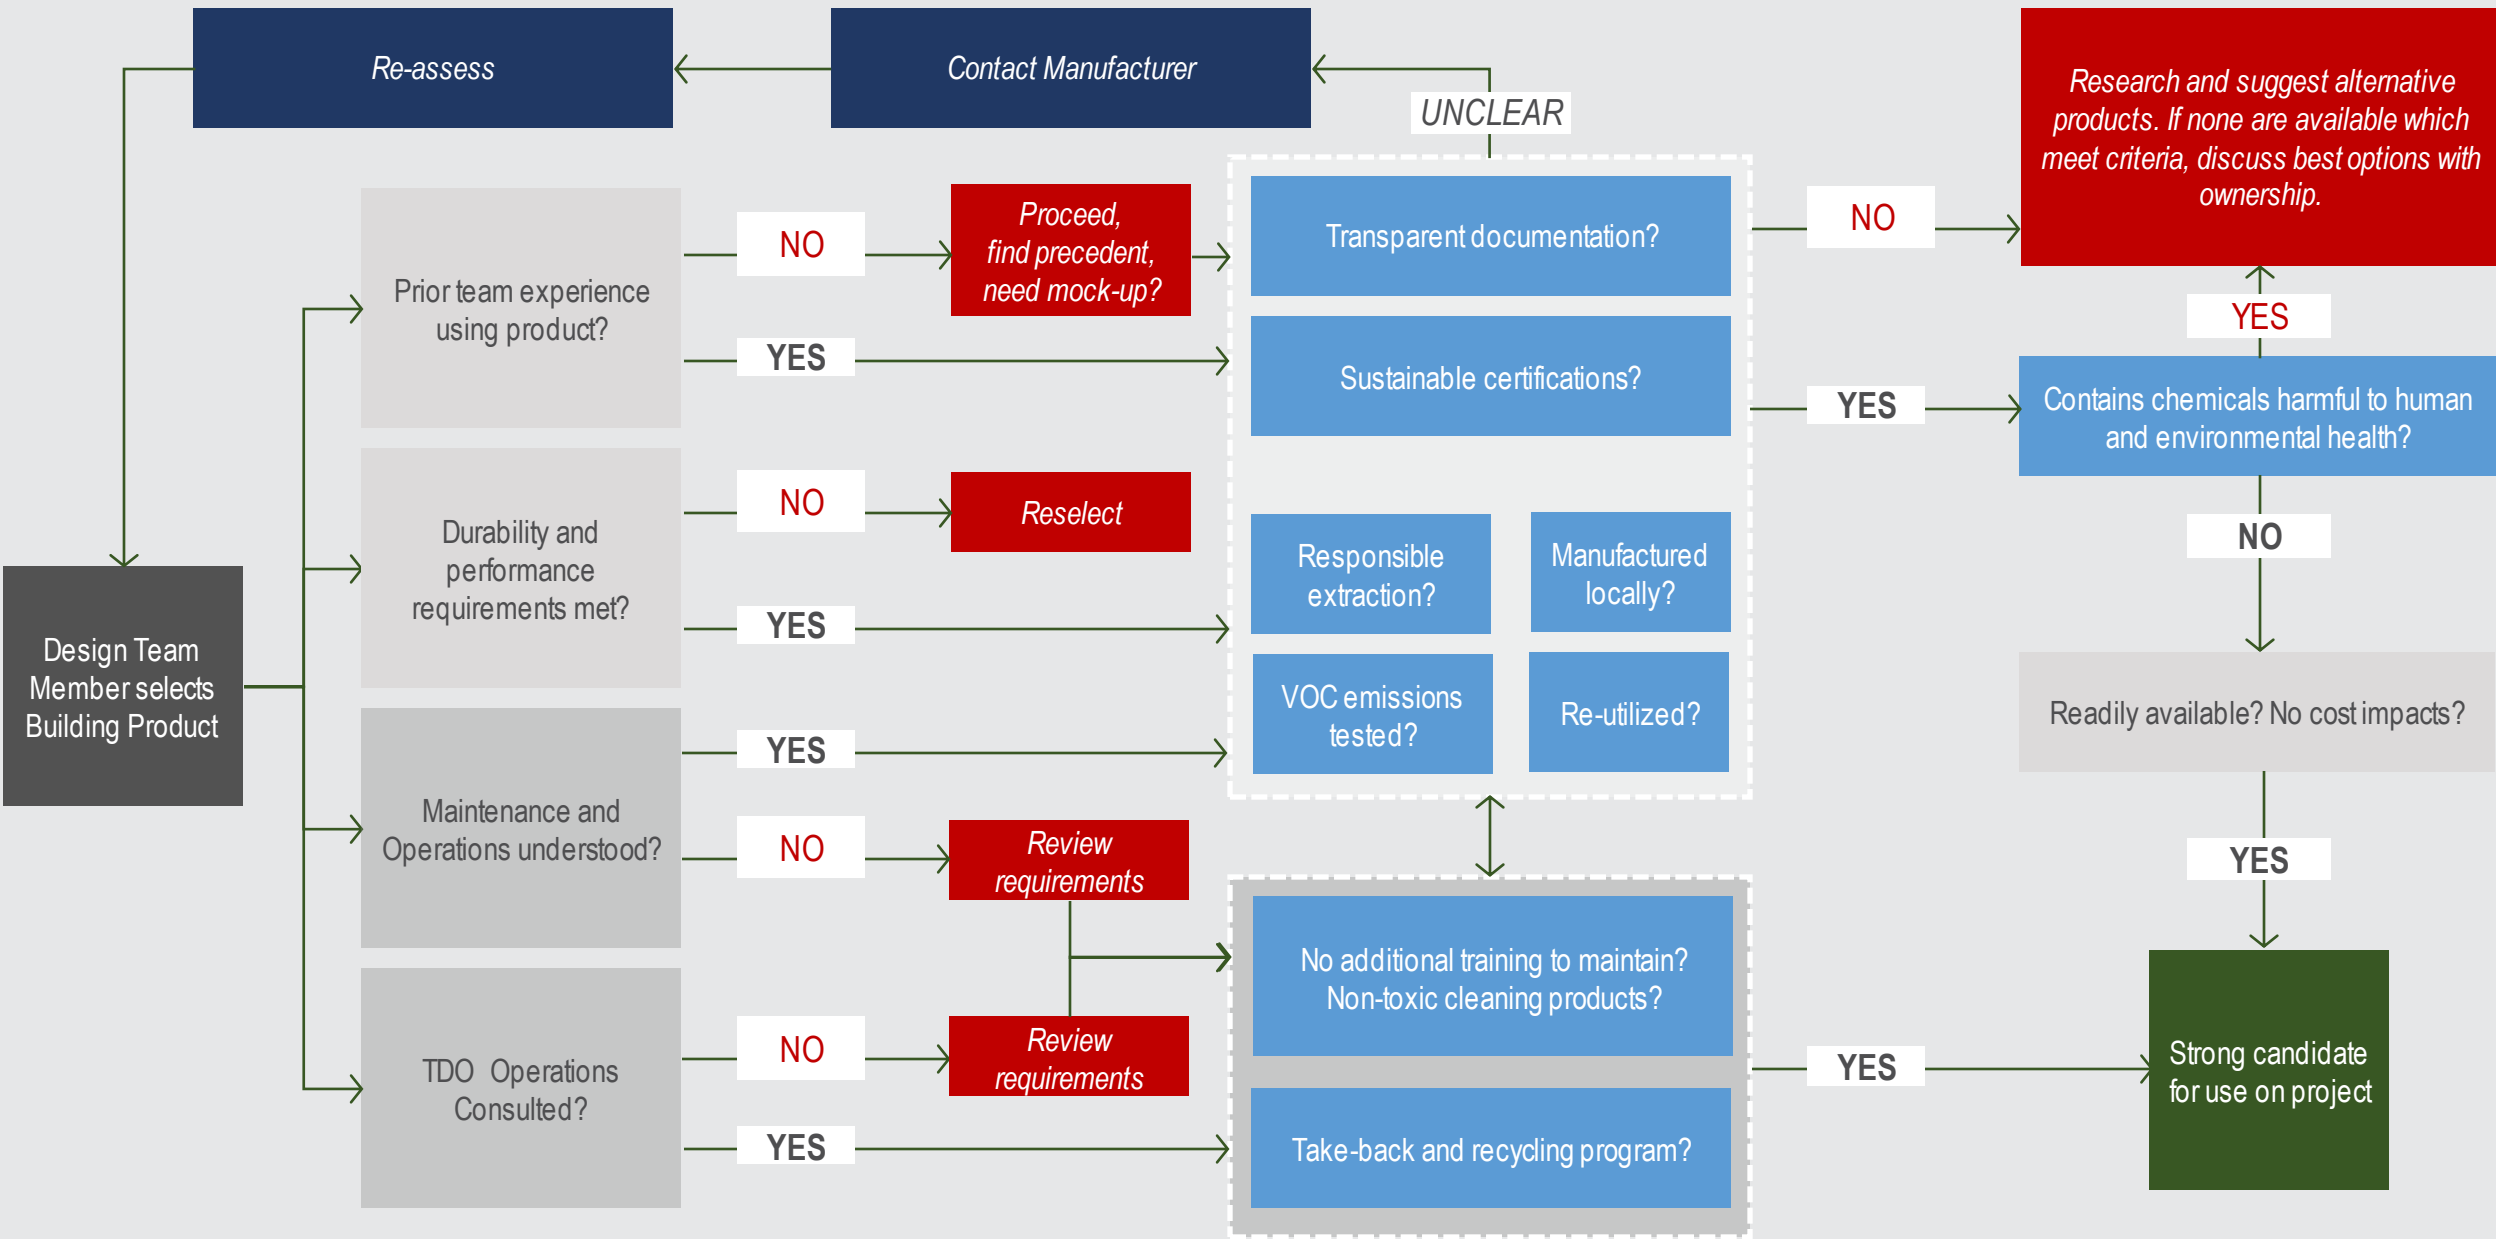 Re-assess
Contact Manufacturer
UNCLEAR
Research and suggest alternative
products. If none are available which
meet criteria, discuss best options with
ownership.
Design Team
Member selects
Building Product
Prior team experience
using product?
NO
Proceed,
find precedent,
need mock-up?
YES
Durability and
performance
requirements met?
NO
Reselect
YES
Maintenance and
Operations understood?
YES
NO
Review
requirements
TDO Operations
Consulted?
NO
Review
requirements
YES
Transparent documentation?
Sustainable certifications?
Responsible
extraction?
Manufactured
locally?
VOC emissions
tested?
Re-utilized?
No additional training to maintain?
Non-toxic cleaning products?
Take-back and recycling program?
NO
YES
YES
Contains chemicals harmful to human
and environmental health?
NO
Readily available? No cost impacts?
YES
YES
Strong candidate
for use on project